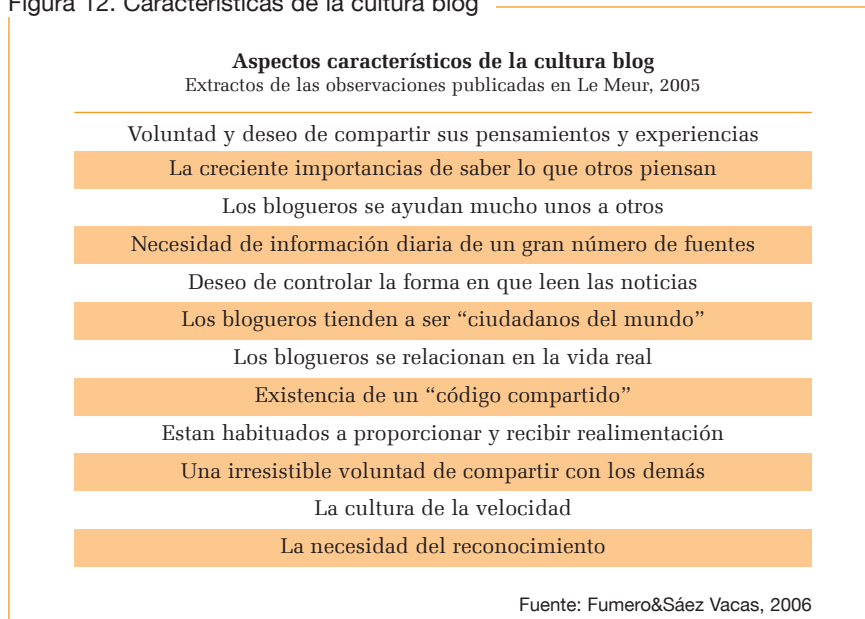 Figura 12. Características de la cultura blog
Aspectos característicos de la cultura blog
Extractos de las observaciones publicadas en Le Meur, 2005
Voluntad y deseo de compartir sus pensamientos y experiencias
La creciente importancias de saber lo que otros piensan
Los blogueros se ayudan mucho unos a otros
Necesidad de información diaria de un gran número de fuentes
Deseo de controlar la forma en que leen las noticias
Los blogueros tienden a ser “ciudadanos del mundo”
Los blogueros se relacionan en la vida real
Existencia de un “código compartido”
Estan habituados a proporcionar y recibir realimentación
Una irresistible voluntad de compartir con los demás
La cultura de la velocidad
La necesidad del reconocimiento
Fuente: Fumero&Sáez Vacas, 2006